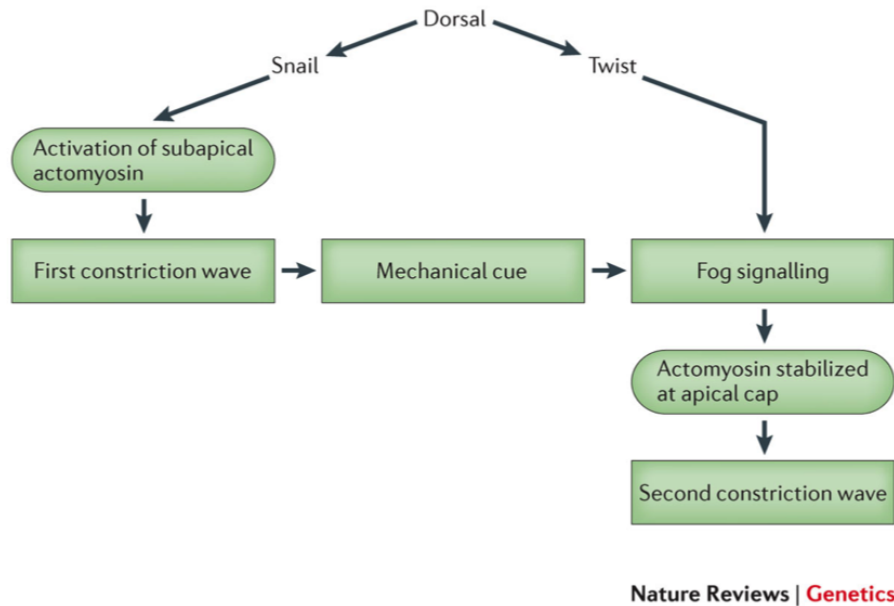 Dorsal
Snail
Twist
Activation of subapical
actomyosin
First constriction wave
Mechanical cue
Fog signalling
Actomyosin stabilized
at apical cap
Second constriction wave
Nature Reviews | Genetics